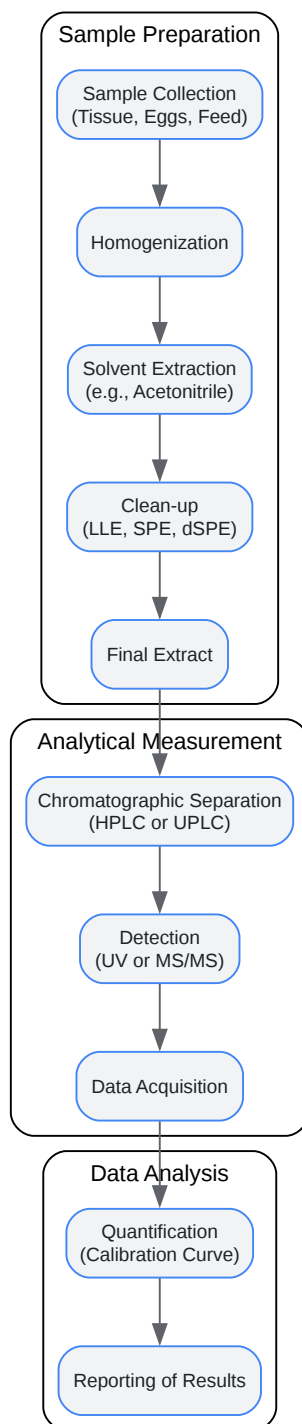 Sample Preparation
Sample Collection
(Tissue, Eggs, Feed)
Homogenization
Solvent Extraction
(e.g., Acetonitrile)
Clean-up
(LLE, SPE, dSPE)
Final Extract
Analytical Measurement
Chromatographic Separation
(HPLC or UPLC)
Detection
(UV or MS/MS)
Data Acquisition
Data Analysis
Quantification
(Calibration Curve)
Reporting of Results